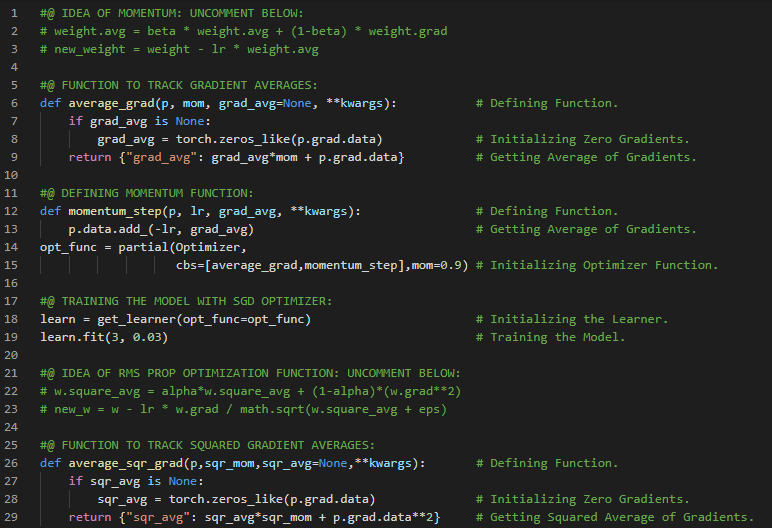 1 #@ IDEA OF MOMENTUM: UNCOMMENT BELOW:
2 # weight.avg = beta * weight.avg + (1-beta) * weight.grad
3 # new_weight = weight - lr * weight.avg
4
5 #@ FUNCTION TO TRACK GRADIENT AVERAGES:
6 def average_grad(p, mom, grad_avg=None, **kwargs): # Defining Function.
7 if grad_avg is None:
8 grad_avg = torch.zeros_like(p.grad.data) # Initializing Zero Gradients.
9 return {"grad_avg": grad_avg*mom + p.grad.data} # Getting Average of Gradients.
10
11 #@ DEFINING MOMENTUM FUNCTION:
12 def momentum_step(p, lr, grad_avg, **kwargs): # Defining Function.
13 p.data.add_(-lr, grad_avg) # Getting Average of Gradients.
14 opt_func = partial(Optimizer,
15 cbs=[average_grad,momentum_step],mom=0.9) # Initializing Optimizer Function.
16
17 #@ TRAINING THE MODEL WITH SGD OPTIMIZER:
18 learn = get_learner(opt_func=opt_func) # Initializing the Learner.
19 learn.fit(3, 0.03) # Training the Model.
20
21 #@ IDEA OF RMS PROP OPTIMIZATION FUNCTION: UNCOMMENT BELOW:
22 # w.square_avg = alpha*w.square_avg + (1-alpha)*(w.grad**2)
23 # new_w = w - lr * w.grad / math.sqrt(w.square_avg + eps)
24
25 #@ FUNCTION TO TRACK SQUARED GRADIENT AVERAGES:
26 def average_sqr_grad(p,sqr_mom,sqr_avg=None,**kwargs): # Defining Function.
27 if sqr_avg is None:
28 sqr_avg = torch.zeros_like(p.grad.data) # Initializing Zero Gradients.
29 return {"sqr_avg": sqr_avg*sqr_mom + p.grad.data**2} # Getting Squared Average of Gradients.